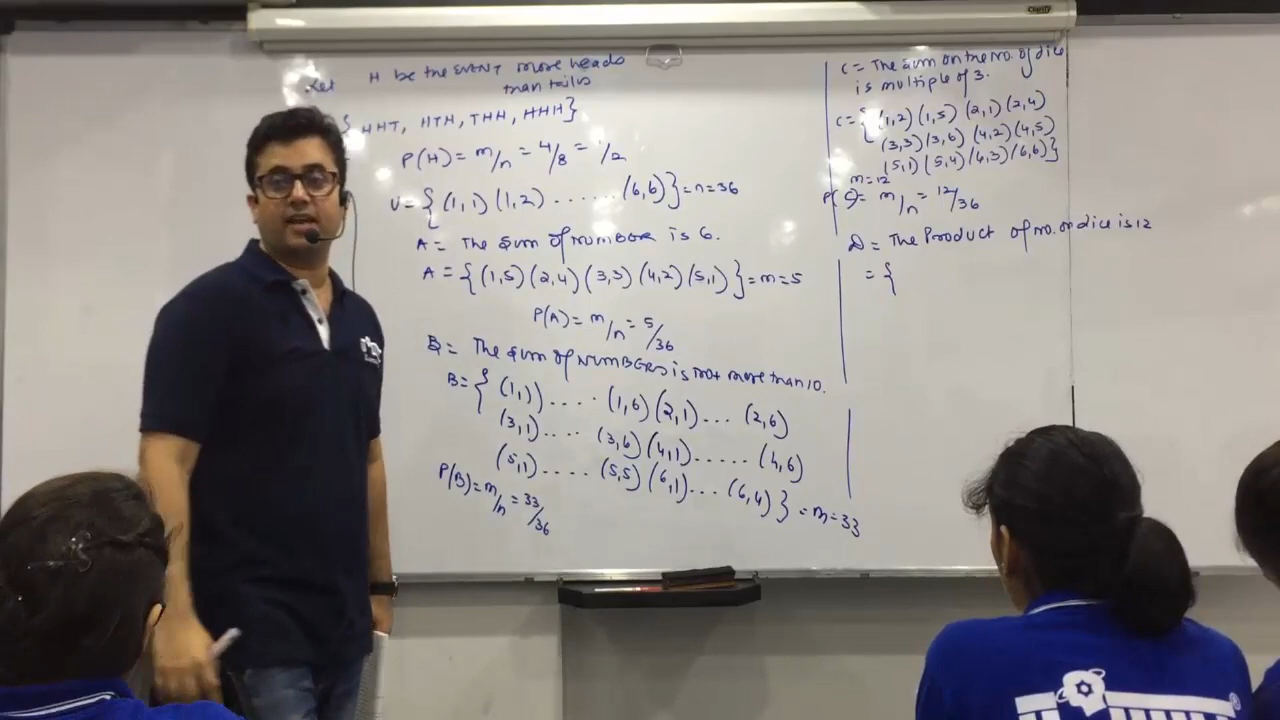 Let H be the EVENT more heads
than tails
{HHT, HTH, THH, HHH}
P(H) = m/n = 4/8 = 1/2
U = {(1,1) (1,2) ...... (6,6)} = n = 36
A = The Sum of NUMBER is 6.
A = {(1,5) (2,4) (3,3) (4,2) (5,1)} = m = 5
P(A) = m/n = 5/36
B = The Sum of NUMBERS is not more than 10.
B = {(1,1) .... (1,6) (2,1) ... (2,6)
(3,1) .... (3,6) (4,1) ..... (4,6)
(5,1) ..... (5,5) (6,1) ... (6,4)} = m = 33
P(B) = m/n = 33/36
C = The Sum on the no. of dice
is multiple of 3.
C = {(1,2) (1,5) (2,1) (2,4)
(3,3) (3,6) (4,2) (4,5)
(5,1) (5,4) (6,3) (6,6)}
m = 12
P(C) = m/n = 12/36
D = The Product of no. on dice is 12
= {